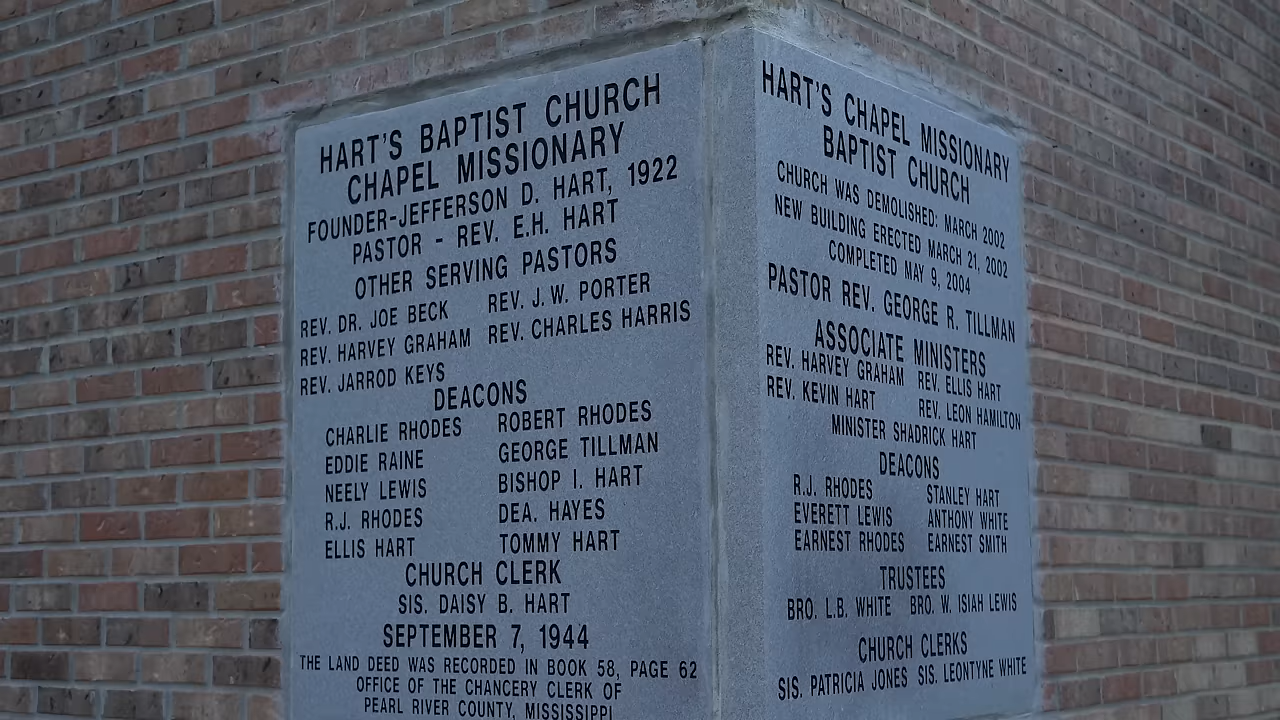 HART'S BAPTIST CHURCH
CHAPEL MISSIONARY
FOUNDER-JEFFERSON D. HART, 1922
PASTOR - REV. E.H. HART
OTHER SERVING PASTORS
REV. DR. JOE BECK REV. J. W. PORTER
REV. HARVEY GRAHAM REV. CHARLES HARRIS
REV. JARROD KEYS
DEACONS
CHARLIE RHODES ROBERT RHODES
EDDIE RAINE GEORGE TILLMAN
NEELY LEWIS BISHOP I. HART
R.J. RHODES DEA. HAYES
ELLIS HART TOMMY HART
CHURCH CLERK
SIS. DAISY B. HART
SEPTEMBER 7, 1944
THE LAND DEED WAS RECORDED IN BOOK 58, PAGE 62
OFFICE OF THE CHANCERY CLERK OF
PEARL RIVER COUNTY, MISSISSIPPI
HART'S CHAPEL MISSIONARY
BAPTIST CHURCH
CHURCH WAS DEMOLISHED: MARCH 2002
NEW BUILDING ERECTED MARCH 21, 2002
COMPLETED MAY 9, 2004
PASTOR REV. GEORGE R. TILLMAN
ASSOCIATE MINISTERS
REV. HARVEY GRAHAM REV. ELLIS HART
REV. KEVIN HART REV. LEON HAMILTON
MINISTER SHADRICK HART
DEACONS
R.J. RHODES STANLEY HART
EVERETT LEWIS ANTHONY WHITE
EARNEST RHODES EARNEST SMITH
TRUSTEES
BRO. L.B. WHITE BRO. W. ISIAH LEWIS
CHURCH CLERKS
SIS. PATRICIA JONES SIS. LEONTYNE WHITE